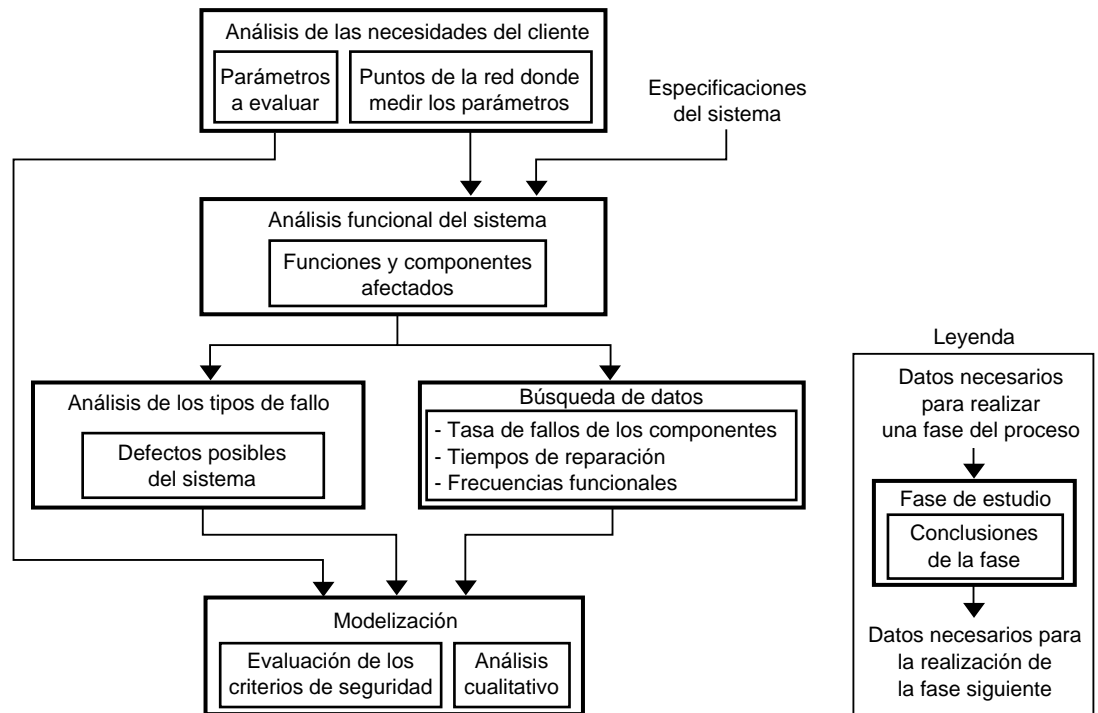 Análisis de las necesidades del cliente
Parámetros
a evaluar
Puntos de la red donde
medir los parámetros
Especificaciones
del sistema
Análisis funcional del sistema
Funciones y componentes
afectados
Análisis de los tipos de fallo
Defectos posibles
del sistema
Búsqueda de datos
- Tasa de fallos de los componentes
- Tiempos de reparación
- Frecuencias funcionales
Modelización
Evaluación de los
criterios de seguridad
Análisis
cualitativo
Leyenda
Datos necesarios
para realizar
una fase del proceso
Fase de estudio
Conclusiones
de la fase
Datos necesarios para
la realización de
la fase siguiente